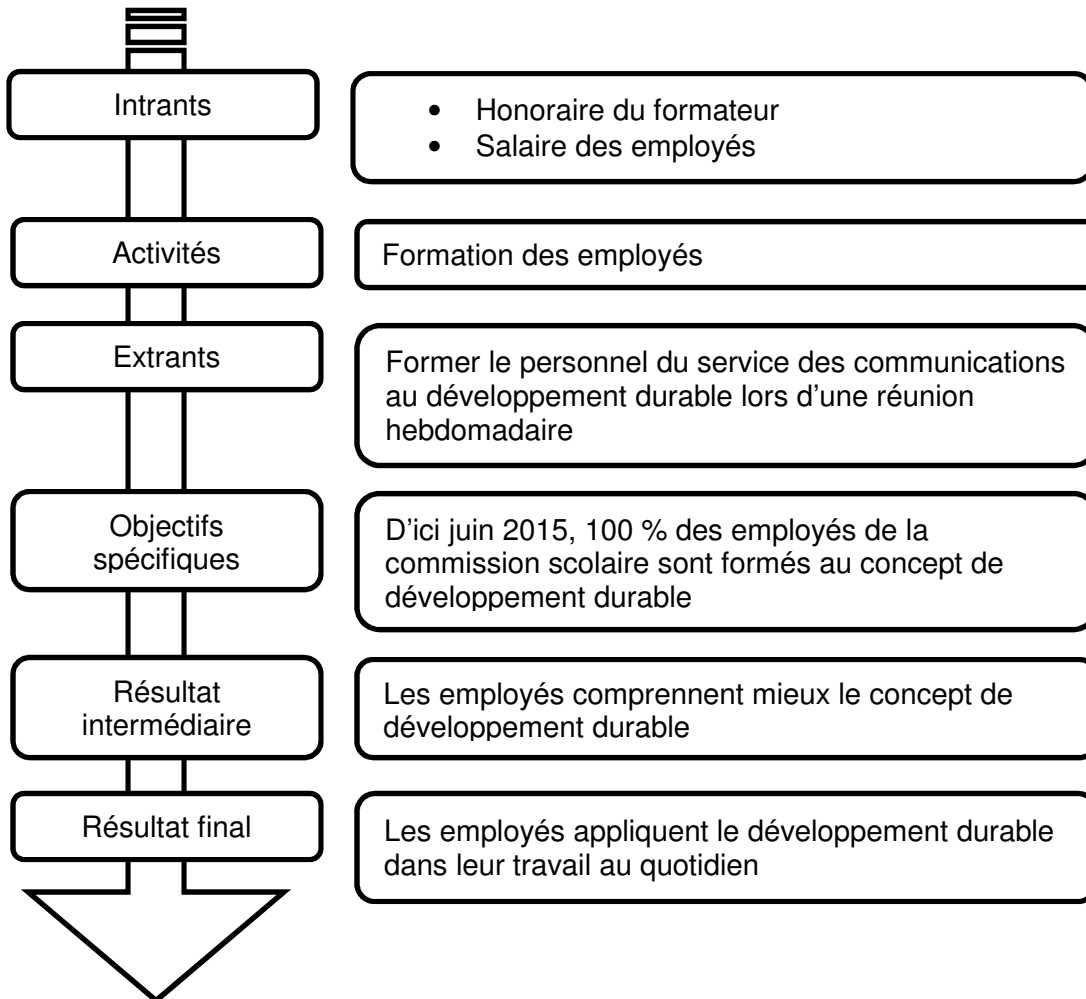 Intrants
• Honoraire du formateur
• Salaire des employés
Activités
Formation des employés
Extrants
Former le personnel du service des communications
au développement durable lors d'une réunion
hebdomadaire
Objectifs
spécifiques
D'ici juin 2015, 100 % des employés de la
commission scolaire sont formés au concept de
développement durable
Résultat
intermédiaire
Les employés comprennent mieux le concept de
développement durable
Résultat final
Les employés appliquent le développement durable
dans leur travail au quotidien